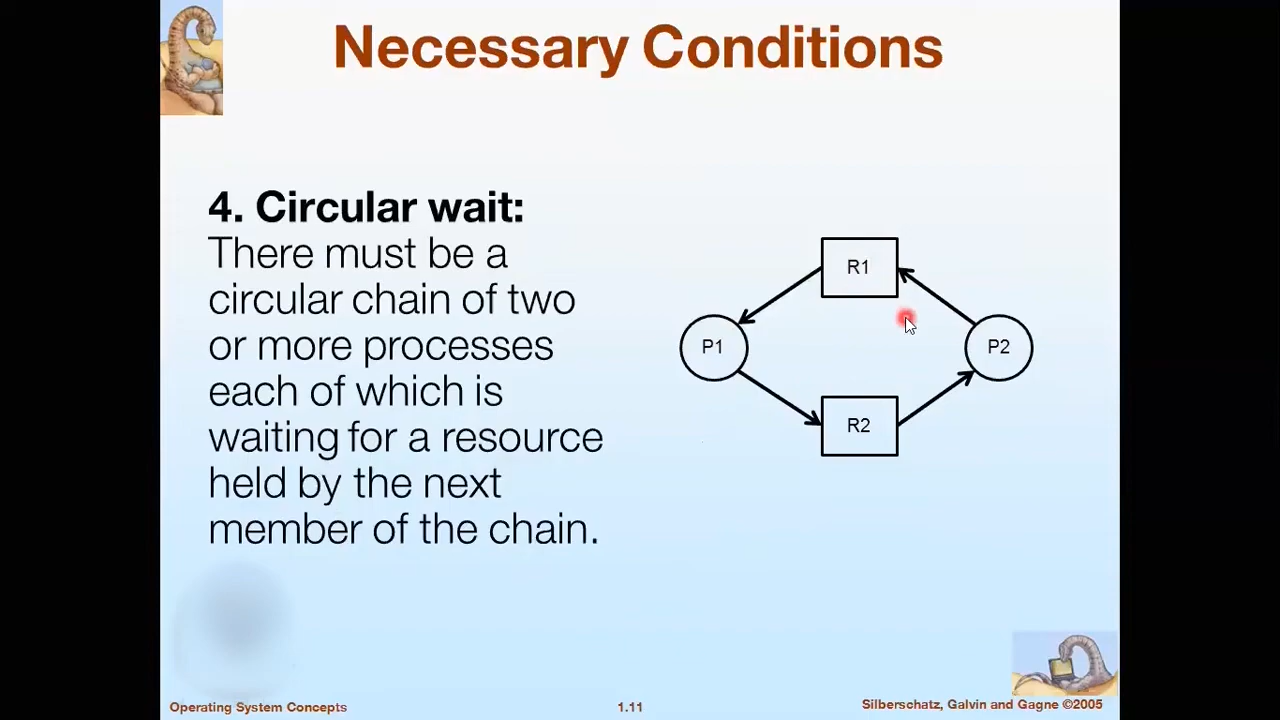 Necessary Conditions
4. Circular wait:
There must be a
circular chain of two
or more processes
each of which is
waiting for a resource
held by the next
member of the chain.
R1
P1
P2
R2
Operating System Concepts
1.11
Silberschatz, Galvin and Gagne ©2005